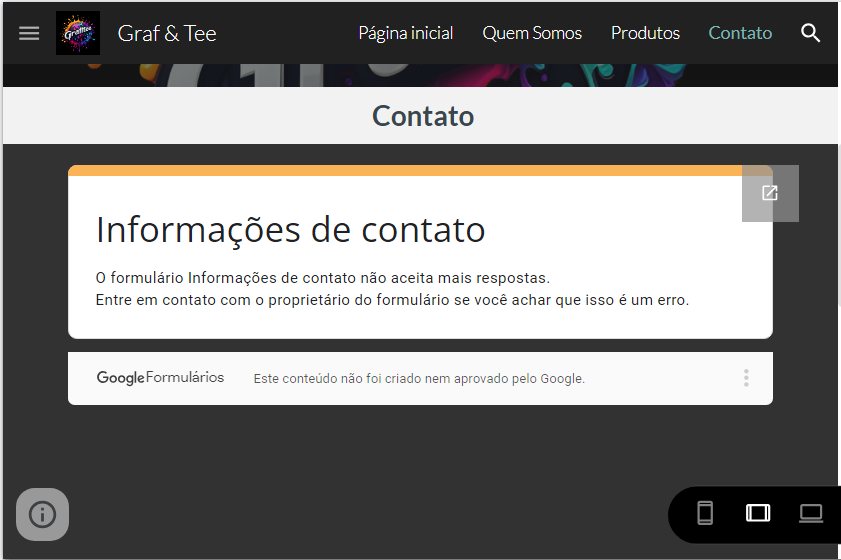 Graf & Tee
Página inicial
Quem Somos
Produtos
Contato
Contato
Informações de contato
O formulário Informações de contato não aceita mais respostas.
Entre em contato com o proprietário do formulário se você achar que isso é um erro.
Google Formulários
Este conteúdo não foi criado nem aprovado pelo Google.